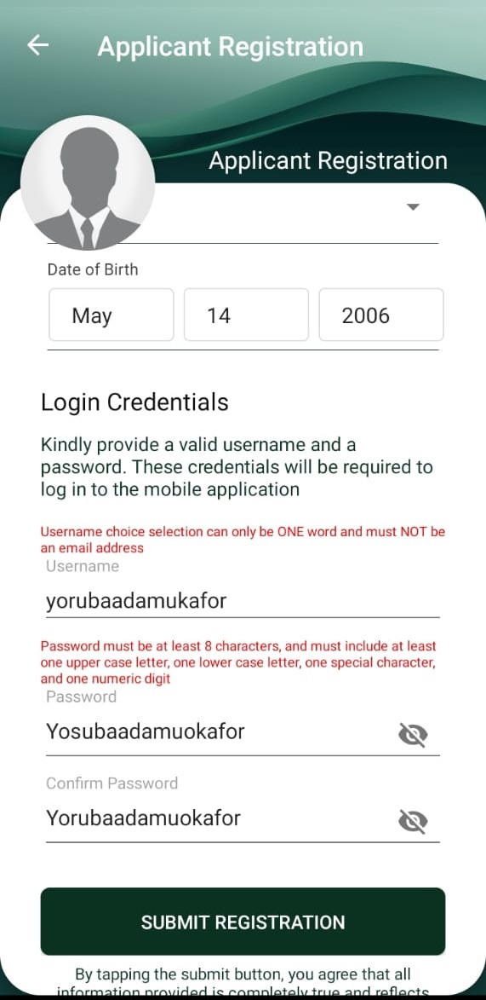 Applicant Registration
Applicant Registration
Date of Birth
May 14 2006
Login Credentials
Kindly provide a valid username and a
password. These credentials will be required to
log in to the mobile application
Username choice selection can only be ONE word and must NOT be
an email address
Username
yorubaadamukafor
Password must be at least 8 characters, and must include at least
one upper case letter, one lower case letter, one special character,
and one numeric digit
Password
Yosubaadamuokafor
Confirm Password
Yorubaadamuokafor
SUBMIT REGISTRATION
By tapping the submit button, you agree that all
information provided is completely true and reflects